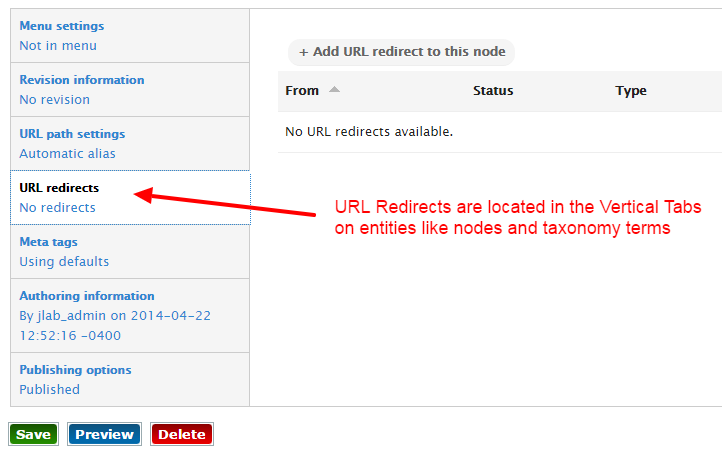 Menu settings
Not in menu
Revision information
No revision
URL path settings
Automatic alias
URL redirects
No redirects
Meta tags
Using defaults
Authoring information
By jlab_admin on 2014-04-22
12:52:16 -0400
Publishing options
Published
+ Add URL redirect to this node
From Status Type
No URL redirects available.
URL Redirects are located in the Vertical Tabs
on entities like nodes and taxonomy terms
Save Preview Delete